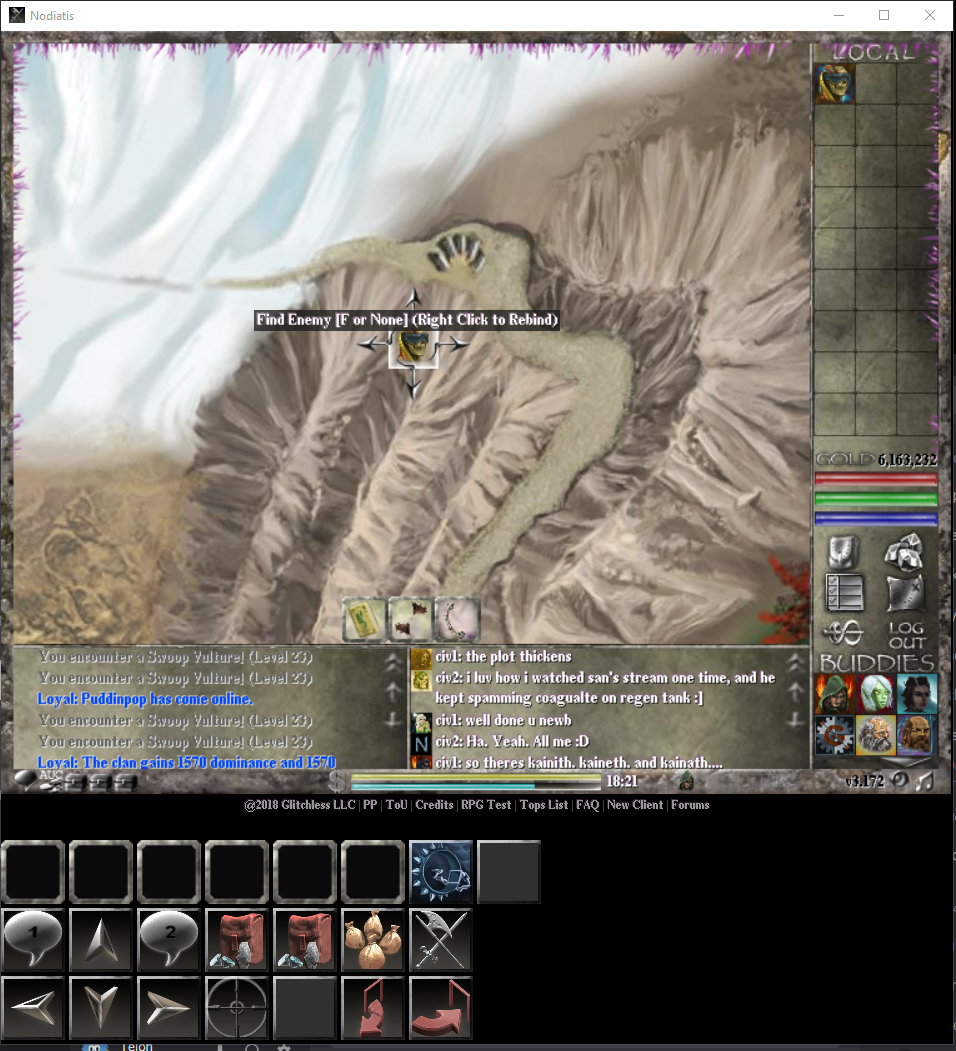 Nodiatis
LOCAL
Find Enemy [F or None] (Right Click to Rebind)
GOLD 6,163,232
LOG
OUT
BUDDIES
You encounter a Swoop Vulture! (Level 23)
You encounter a Swoop Vulture! (Level 23)
Loyal: Puddinpop has come online.
You encounter a Swoop Vulture! (Level 23)
You encounter a Swoop Vulture! (Level 23)
Loyal: The clan gains 1570 dominance and 1570
civ1: the plot thickens
civ2: i luv how i watched san's stream one time, and he
kept spamming coagualte on regen tank :]
civ1: well done u newb
N
civ2: Ha. Yeah. All me :D
civ1: so theres kainith. kaineth. and kainath....
G
AUC
$
18:21
v3.172
@2018 Glitchless LLC | PP | ToU | Credits | RPG Test | Tops List | FAQ | New Client | Forums
1
2